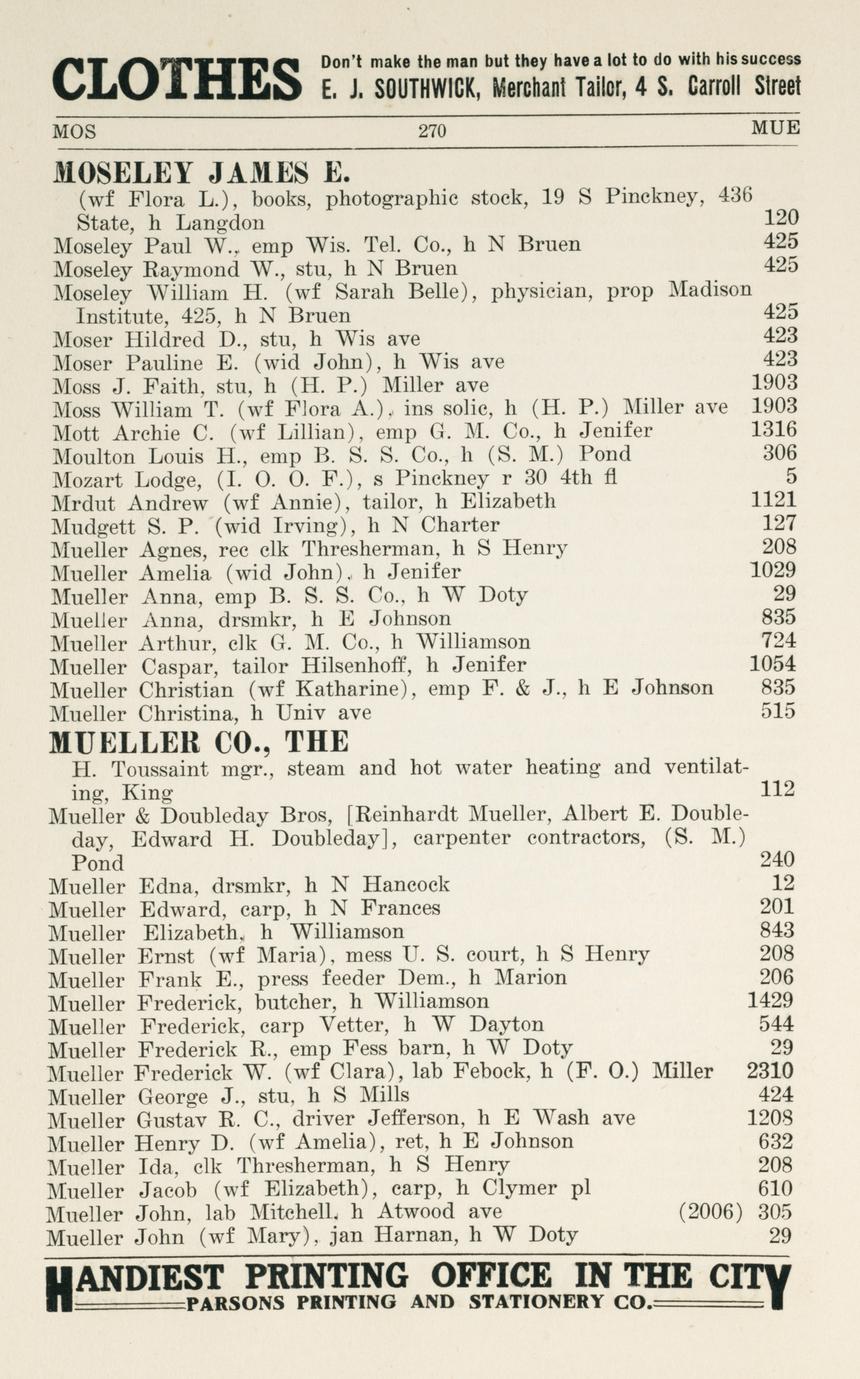 CLOTHES Don't make the man but they have a lot to do with his success
E. J. SOUTHWICK, Merchant Tailor, 4 S. Carroll Street
MOS 270 MUE
MOSELEY JAMES E.
(wf Flora L.), books, photographic stock, 19 S Pinckney, 436
State, h Langdon 120
Moseley Paul W., emp Wis. Tel. Co., h N Bruen 425
Moseley Raymond W., stu, h N Bruen 425
Moseley William H. (wf Sarah Belle), physician, prop Madison
Institute, 425, h N Bruen 425
Moser Hildred D., stu, h Wis ave 423
Moser Pauline E. (wid John), h Wis ave 423
Moss J. Faith, stu, h (H. P.) Miller ave 1903
Moss William T. (wf Flora A.), ins solic, h (H. P.) Miller ave 1903
Mott Archie C. (wf Lillian), emp G. M. Co., h Jenifer 1316
Moulton Louis H., emp B. S. S. Co., h (S. M.) Pond 306
Mozart Lodge, (I. O. O. F.), s Pinckney r 30 4th fl 5
Mrdut Andrew (wf Annie), tailor, h Elizabeth 1121
Mudgett S. P. (wid Irving), h N Charter 127
Mueller Agnes, rec clk Thresherman, h S Henry 208
Mueller Amelia (wid John), h Jenifer 1029
Mueller Anna, emp B. S. S. Co., h W Doty 29
Mueller Anna, drsmkr, h E Johnson 835
Mueller Arthur, clk G. M. Co., h Williamson 724
Mueller Caspar, tailor Hilsenhoff, h Jenifer 1054
Mueller Christian (wf Katharine), emp F. & J., h E Johnson 835
Mueller Christina, h Univ ave 515
MUELLER CO., THE
H. Toussaint mgr., steam and hot water heating and ventilat-
ing, King 112
Mueller & Doubleday Bros, [Reinhardt Mueller, Albert E. Double-
day, Edward H. Doubleday], carpenter contractors, (S. M.)
Pond 240
Mueller Edna, drsmkr, h N Hancock 12
Mueller Edward, carp, h N Frances 201
Mueller Elizabeth, h Williamson 843
Mueller Ernst (wf Maria), mess U. S. court, h S Henry 208
Mueller Frank E., press feeder Dem., h Marion 206
Mueller Frederick, butcher, h Williamson 1429
Mueller Frederick, carp Vetter, h W Dayton 544
Mueller Frederick R., emp Fess barn, h W Doty 29
Mueller Frederick W. (wf Clara), lab Febock, h (F. O.) Miller 2310
Mueller George J., stu, h S Mills 424
Mueller Gustav R. C., driver Jefferson, h E Wash ave 1208
Mueller Henry D. (wf Amelia), ret, h E Johnson 632
Mueller Ida, clk Thresherman, h S Henry 208
Mueller Jacob (wf Elizabeth), carp, h Clymer pl 610
Mueller John, lab Mitchell, h Atwood ave (2006) 305
Mueller John (wf Mary), jan Harnan, h W Doty 29
HANDIEST PRINTING OFFICE IN THE CITY
PARSONS PRINTING AND STATIONERY CO.